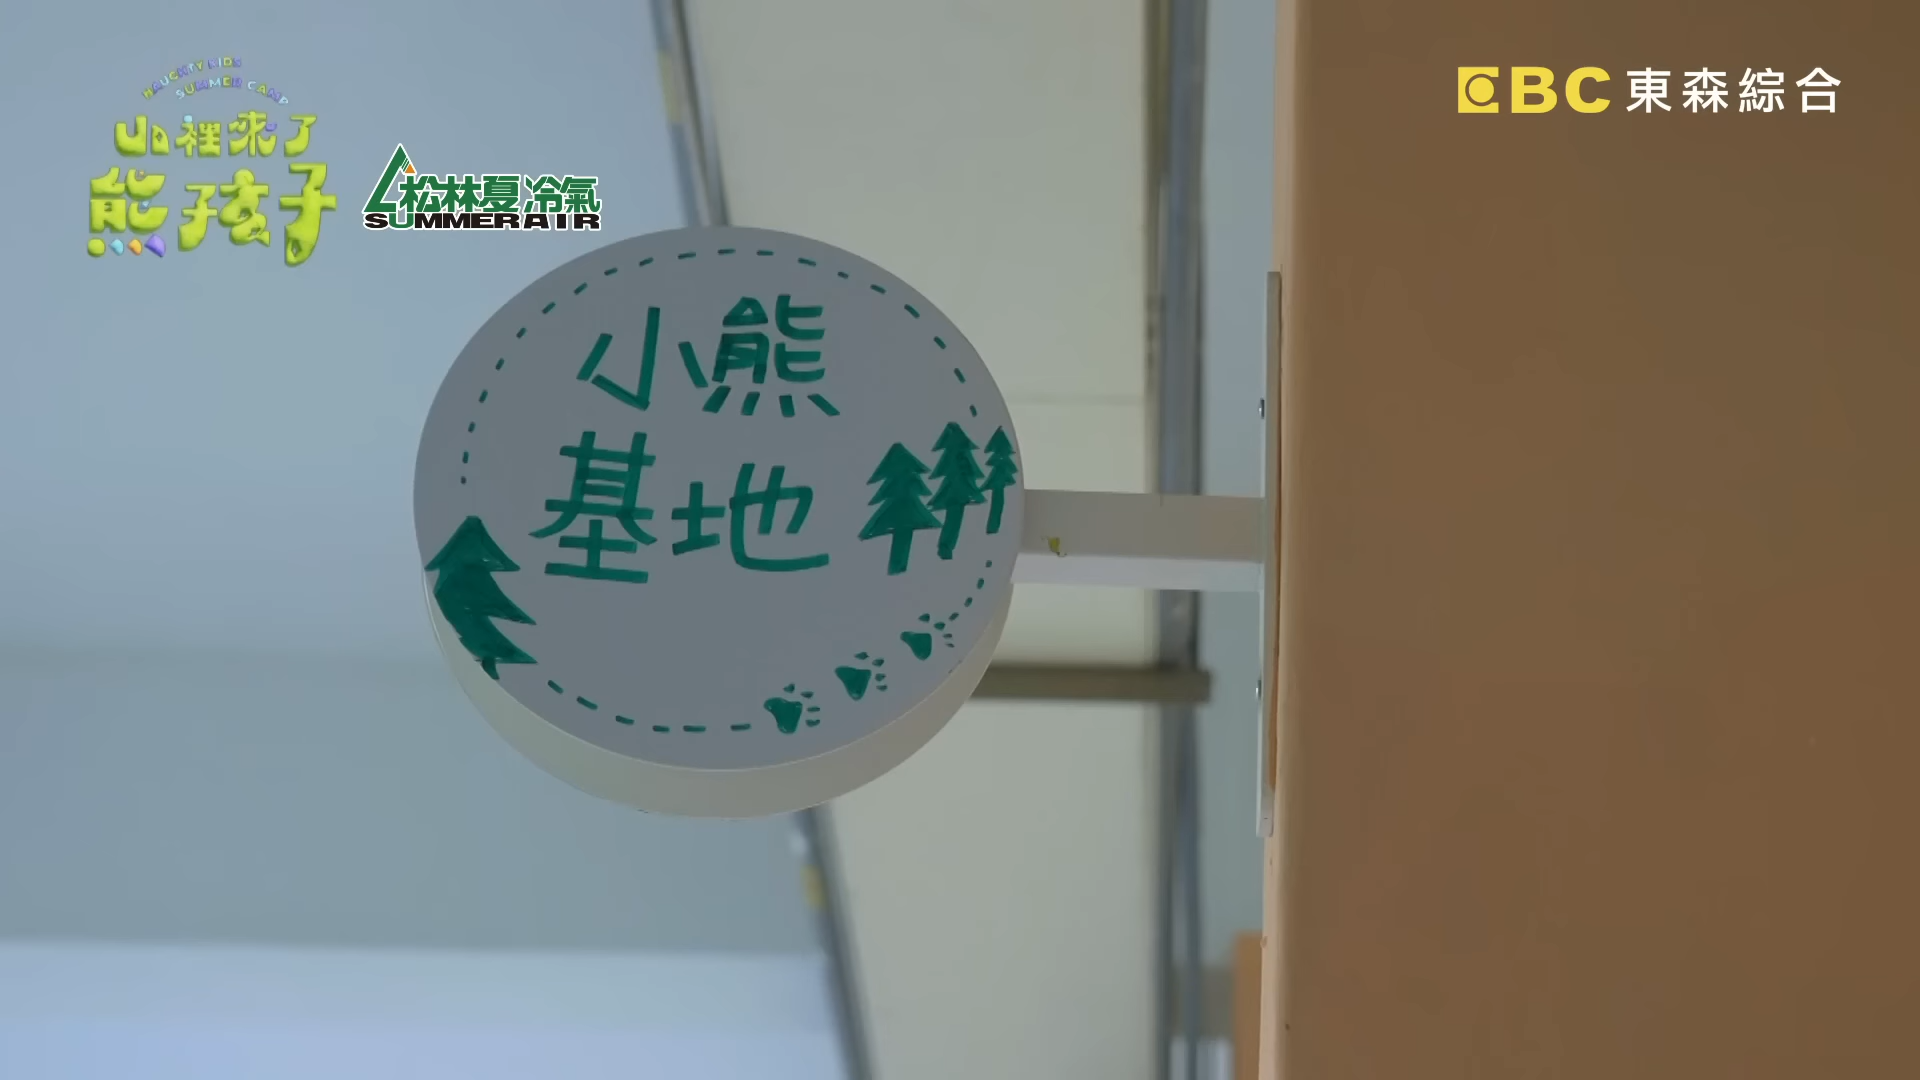 NAUGHTY KIDS
SUMMER CAMP
山裡來了
熊孩子
松林夏冷氣
SUMMERAIR
EBC東森綜合
小熊
基地